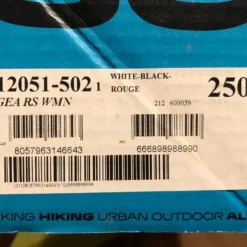 12051-502 1
GEA RS WMN
WHITE-BLACK-
ROUGE
212 600039
250
8057963146643
666898988990
KING HIKING URBAN OUTDOOR AL